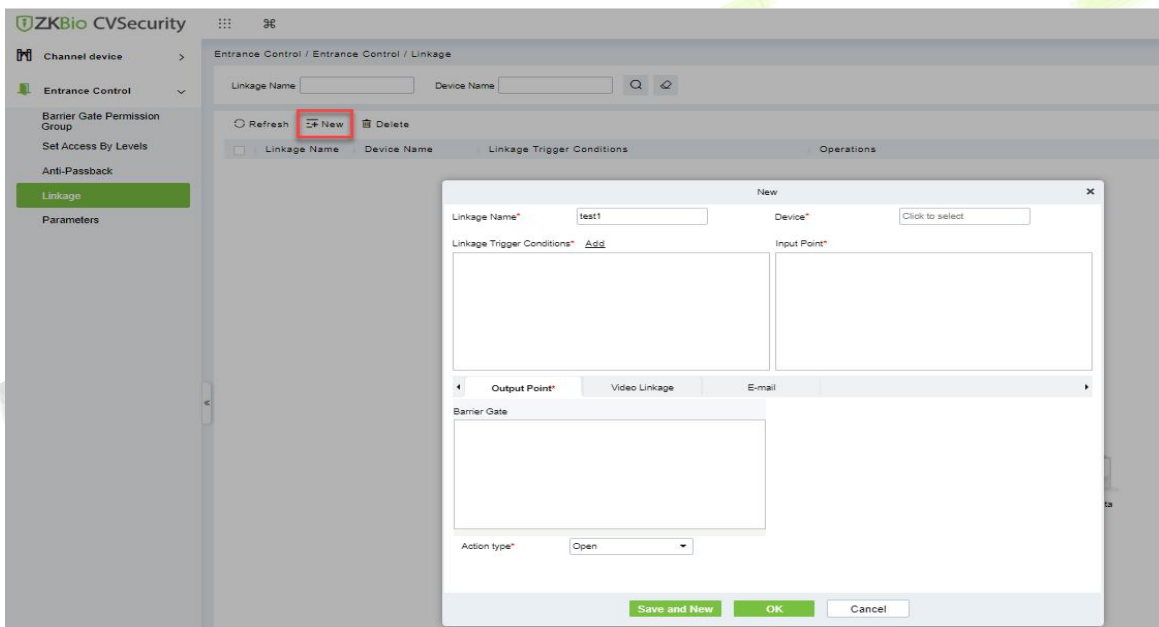 ZKBio CVSecurity
Channel device
Entrance Control
Barrier Gate Permission
Group
Set Access By Levels
Anti-Passback
Linkage
Parameters
Entrance Control / Entrance Control / Linkage
Linkage Name Device Name
Refresh New Delete
Linkage Name Device Name Linkage Trigger Conditions Operations
New
Linkage Name* test1 Device* Click to select
Linkage Trigger Conditions* Add Input Point*
Output Point* Video Linkage E-mail
Barrier Gate
Action type* Open
Save and New OK Cancel